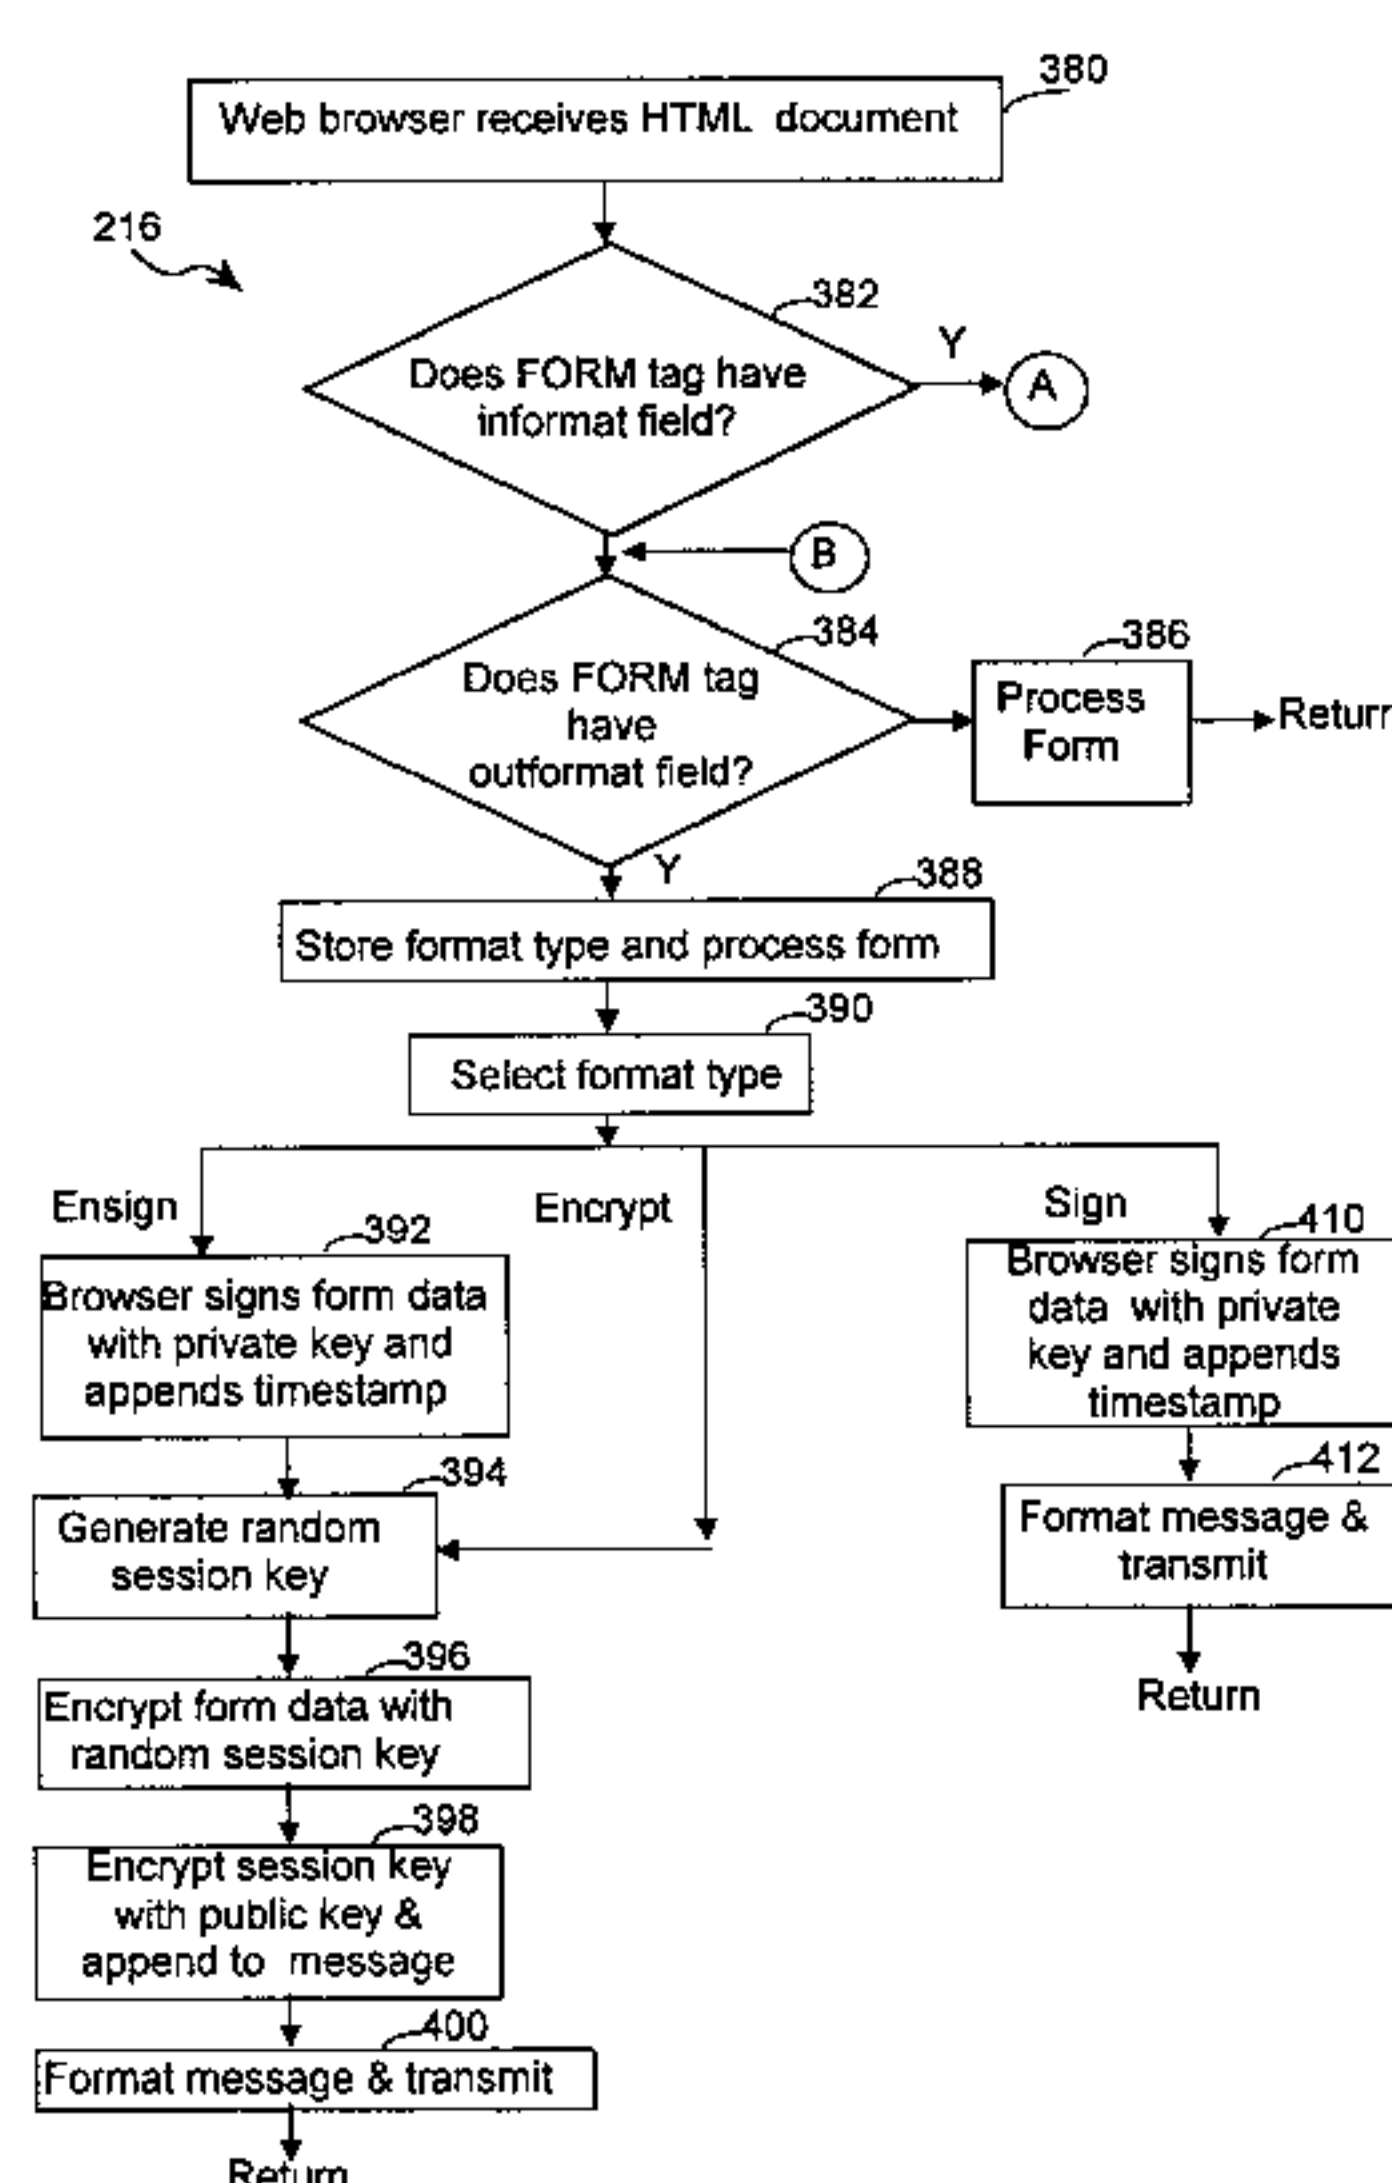 380
Web browser receives HTML document
216
382
Does FORM tag have
informat field?
Y
A
B
384
Does FORM tag
have
outformat field?
386
Process
Form
Return
Y
388
Store format type and process form
390
Select format type
Ensign
Encrypt
Sign
392
Browser signs form data
with private key and
appends timestamp
410
Browser signs form
data with private
key and appends
timestamp
394
Generate random
session key
412
Format message &
transmit
Return
396
Encrypt form data with
random session key
398
Encrypt session key
with public key &
append to message
400
Format message & transmit
Return